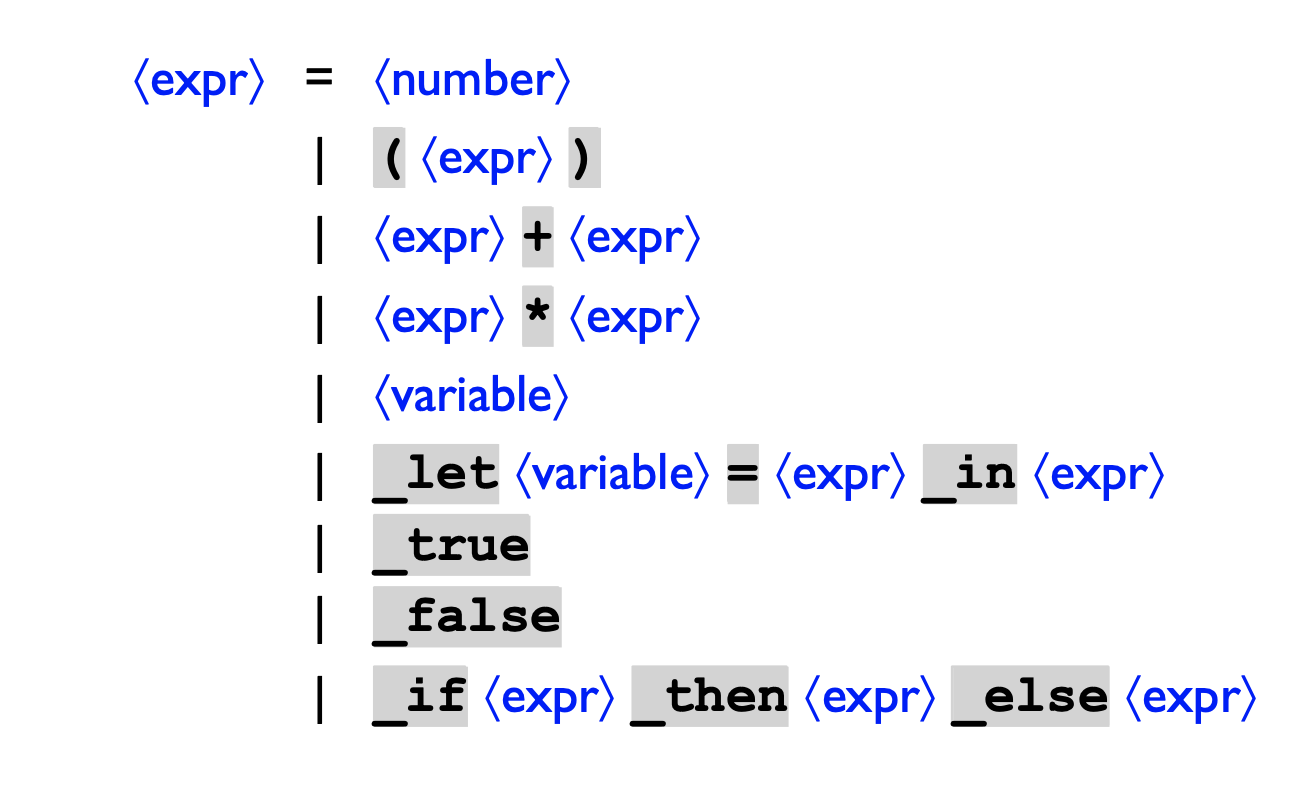 ⟨expr⟩ = ⟨number⟩
| (⟨expr⟩)
| ⟨expr⟩ + ⟨expr⟩
| ⟨expr⟩ * ⟨expr⟩
| ⟨variable⟩
| _let ⟨variable⟩ = ⟨expr⟩ _in ⟨expr⟩
| _true
| _false
| _if ⟨expr⟩ _then ⟨expr⟩ _else ⟨expr⟩